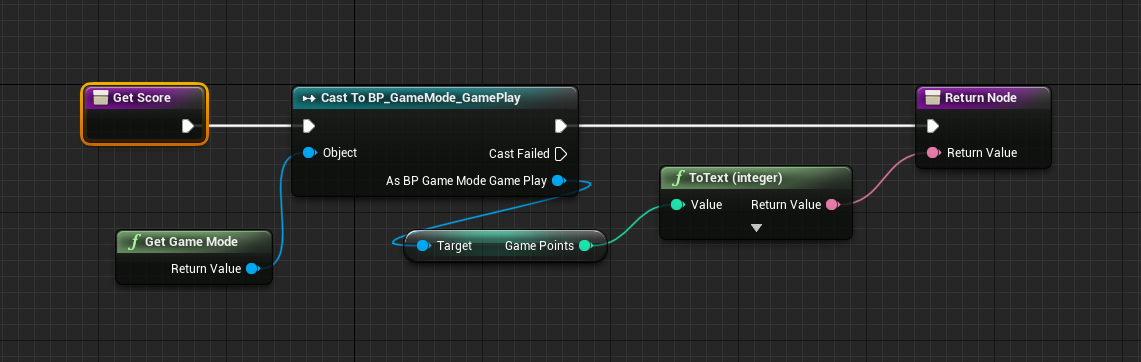 Get Score
Cast To BP_GameMode_GamePlay
Object
Cast Failed
As BP Game Mode Game Play
Return Node
Return Value
ToText (integer)
Value
Return Value
Get Game Mode
Return Value
Target
Game Points